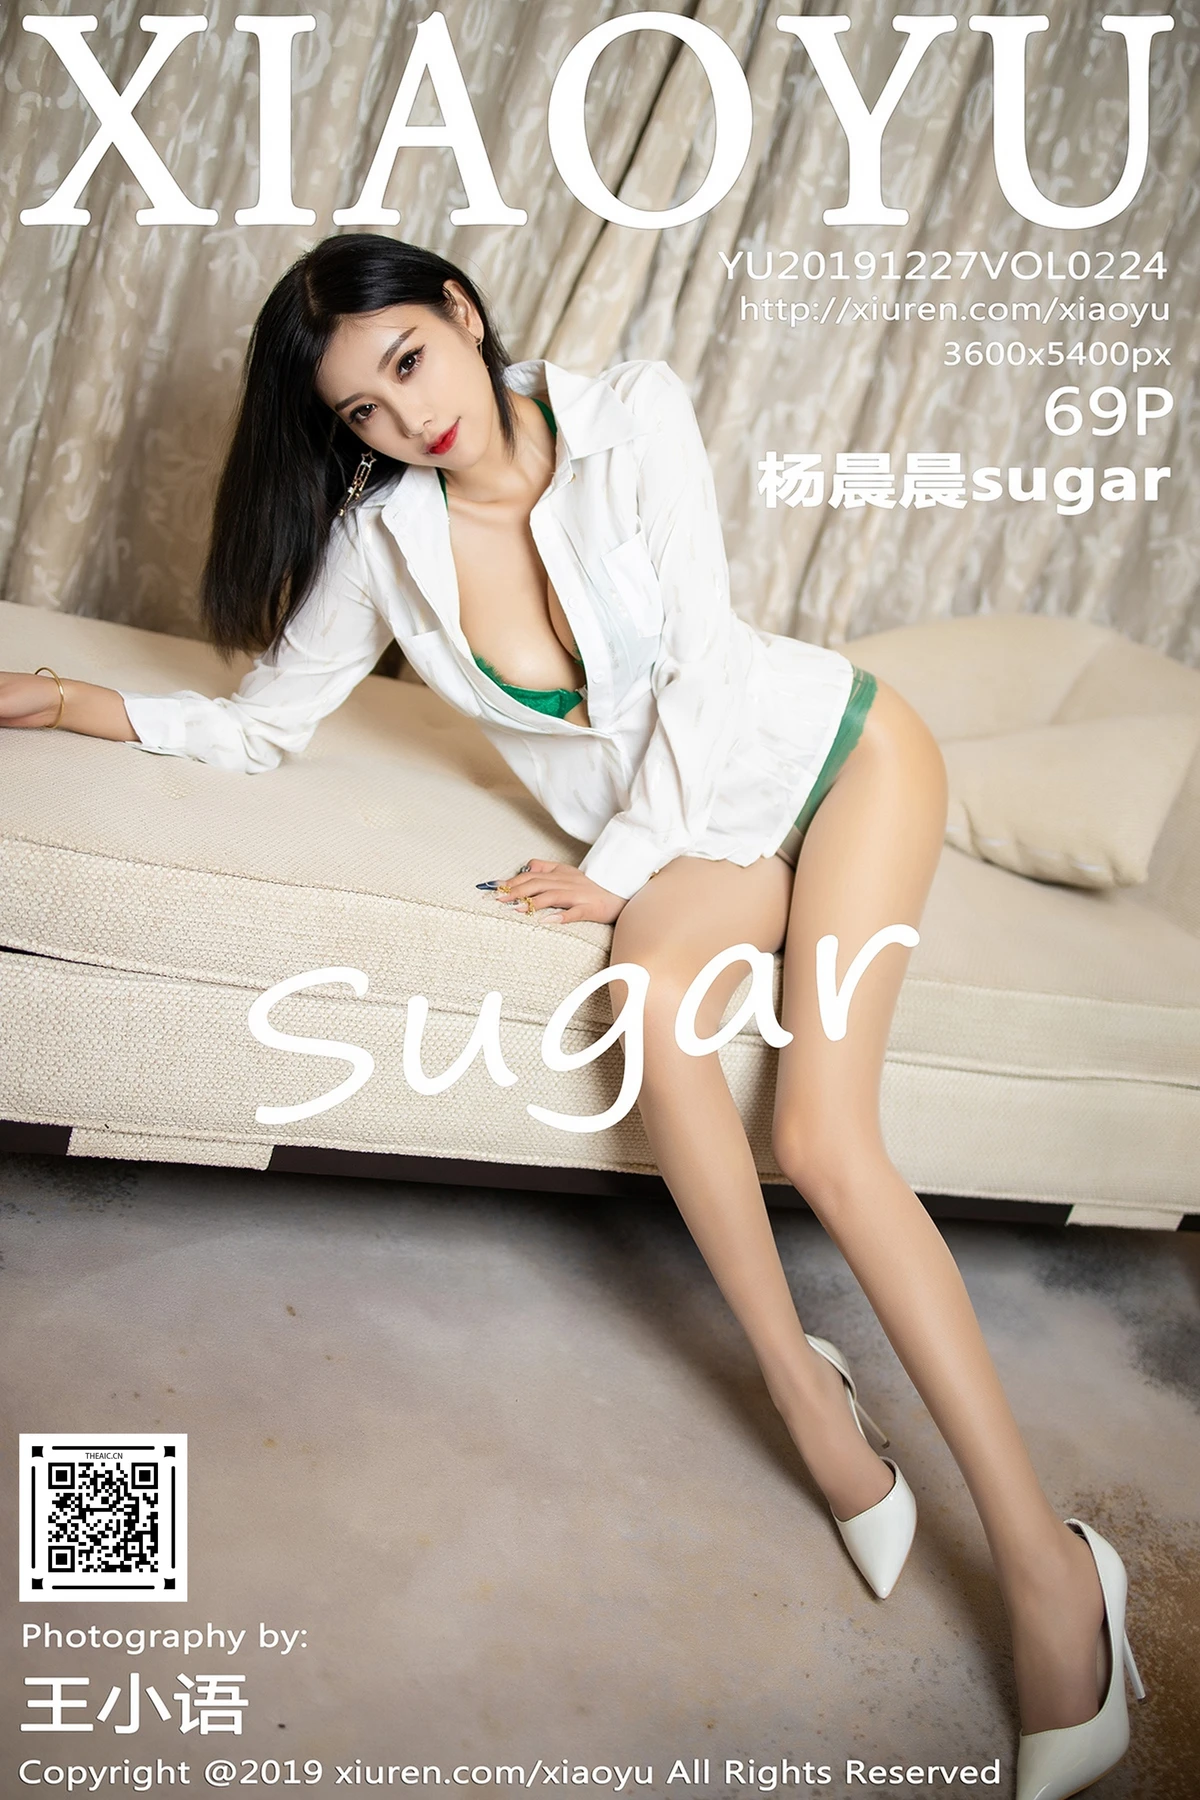 XIAOYU
YU20191227VOL0224
http://xiuren.com/xiaoyu
3600x5400px
69P
杨晨晨sugar
sugar
THEAIC.CN
Photography by:
王小语
Copyright @2019 xiuren.com/xiaoyu All Rights Reserved